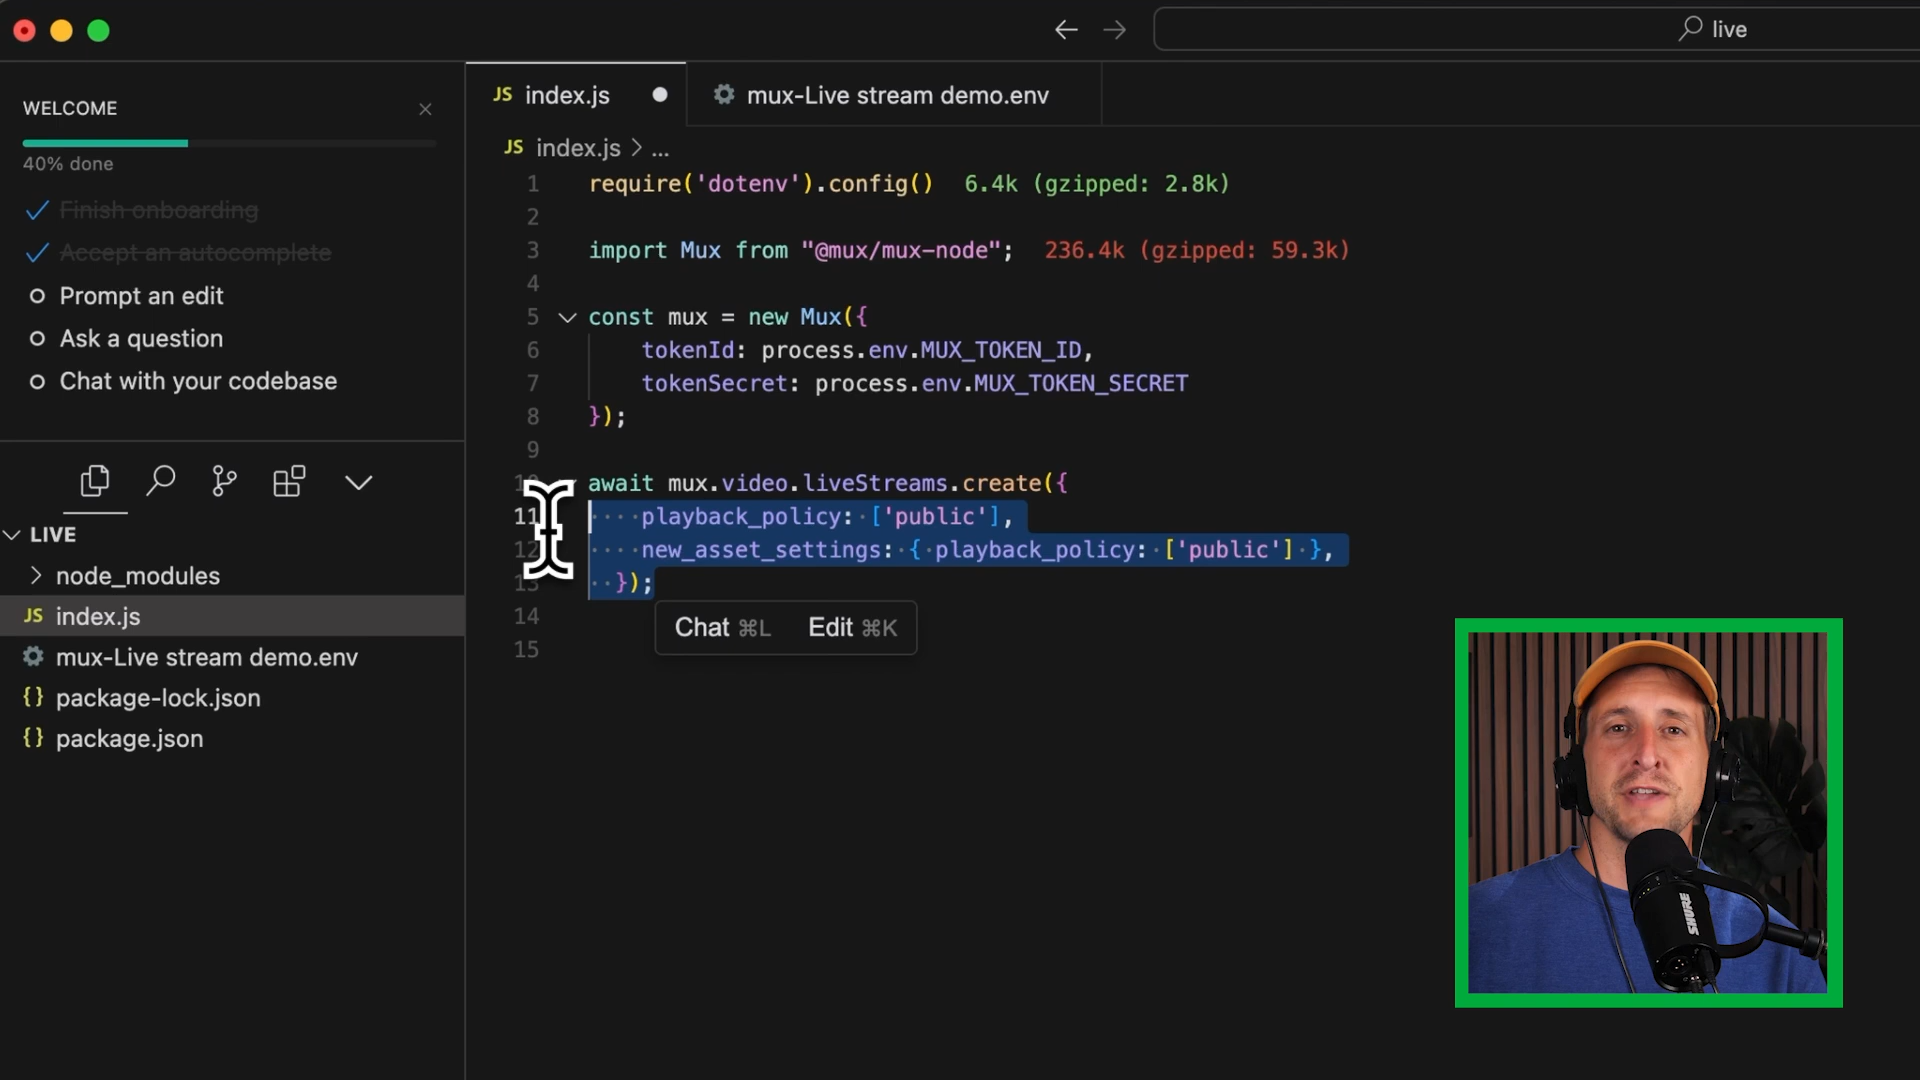 live
WELCOME
40% done
Finish onboarding
Accept an autocomplete
Prompt an edit
Ask a question
Chat with your codebase
LIVE
node_modules
JS index.js
mux-Live stream demo.env
{} package-lock.json
{} package.json
JS index.js
mux-Live stream demo.env
JS index.js > ...
1 require('dotenv').config() 6.4k (gzipped: 2.8k)
2
3 import Mux from "@mux/mux-node"; 236.4k (gzipped: 59.3k)
4
5 const mux = new Mux({
6 tokenId: process.env.MUX_TOKEN_ID,
7 tokenSecret: process.env.MUX_TOKEN_SECRET
8 });
9
10 await mux.video.liveStreams.create({
11 playback_policy: ['public'],
12 new_asset_settings: { playback_policy: ['public'] },
13 });
14
15
Chat ⌘L Edit ⌘K
SHURE